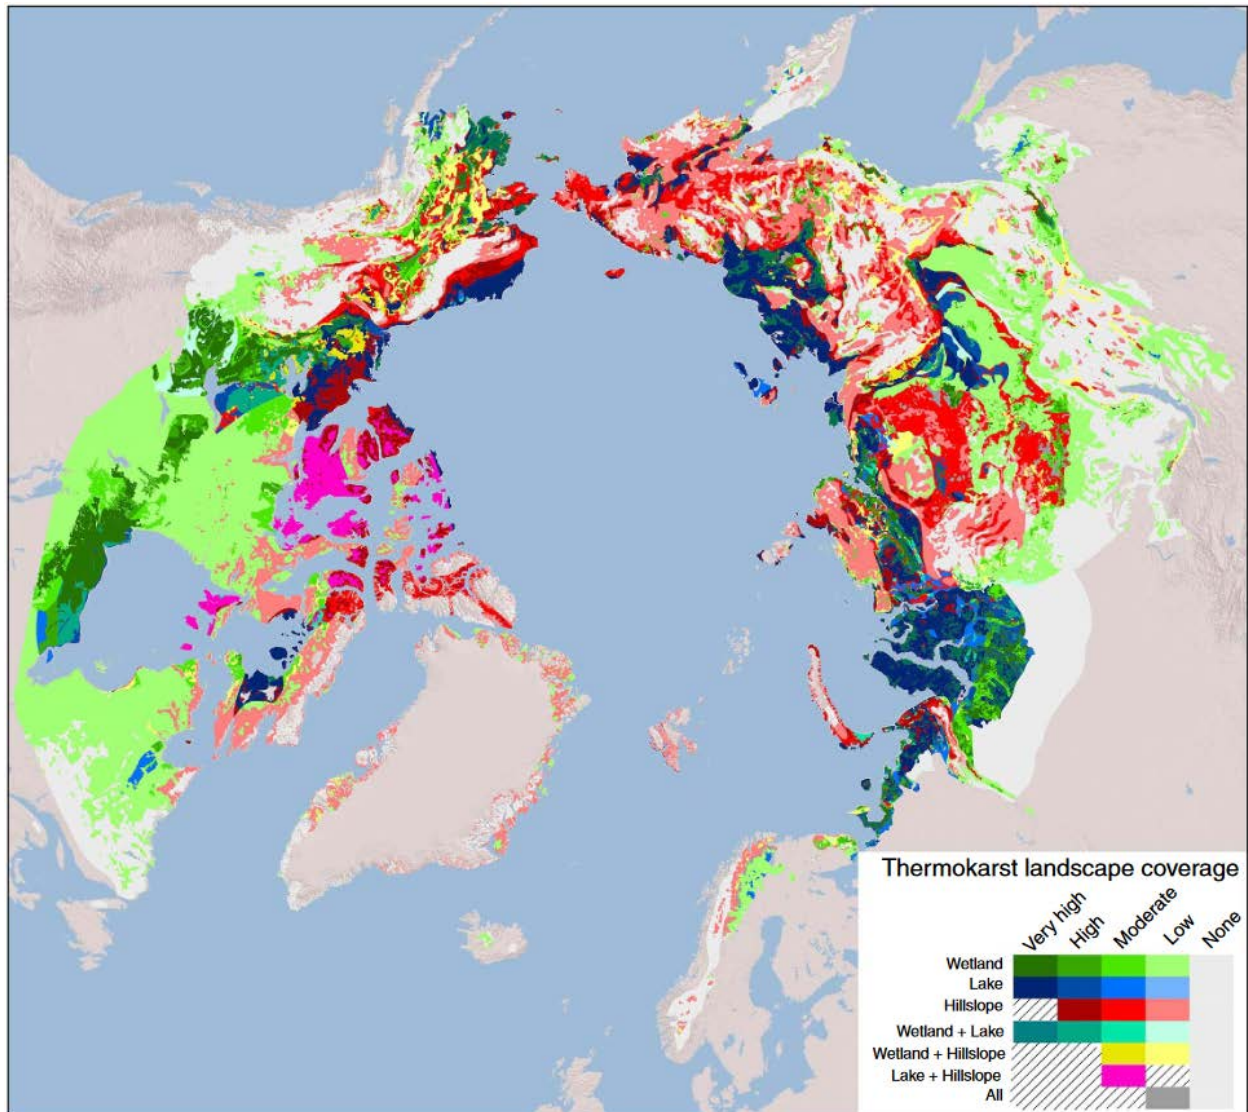 Thermokarst landscape coverage
Very high
High
Moderate
Low
None
Wetland
Lake
Hillslope
Wetland + Lake
Wetland + Hillslope
Lake + Hillslope
All